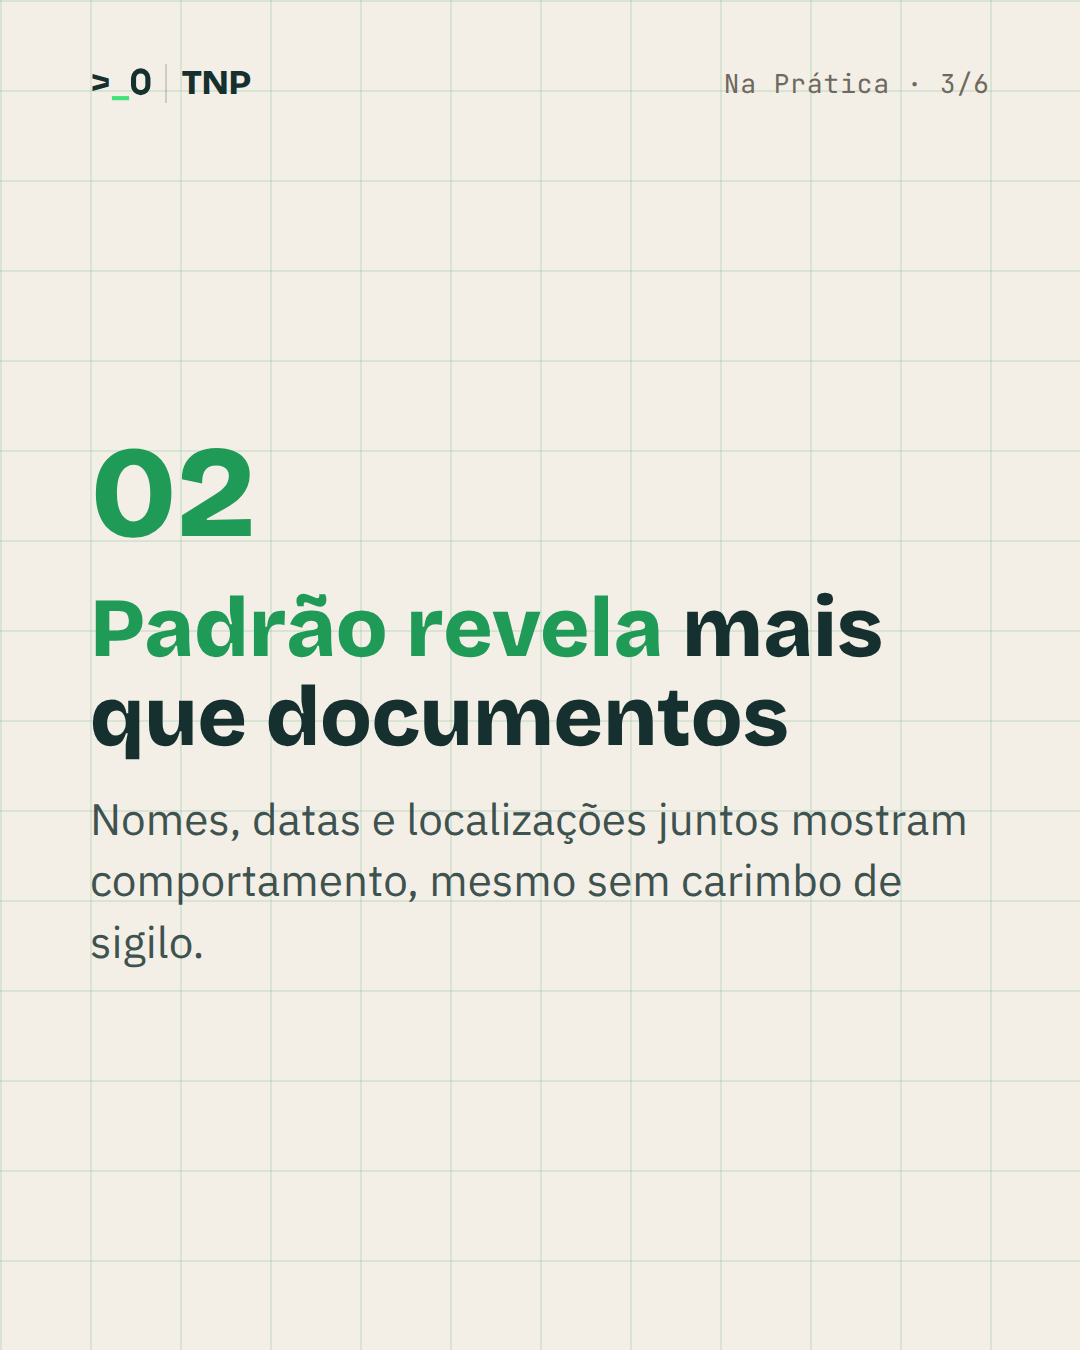 >_0 | TNP
Na Prática · 3/6
02
Padrão revela mais
que documentos
Nomes, datas e localizações juntos mostram
comportamento, mesmo sem carimbo de
sigilo.